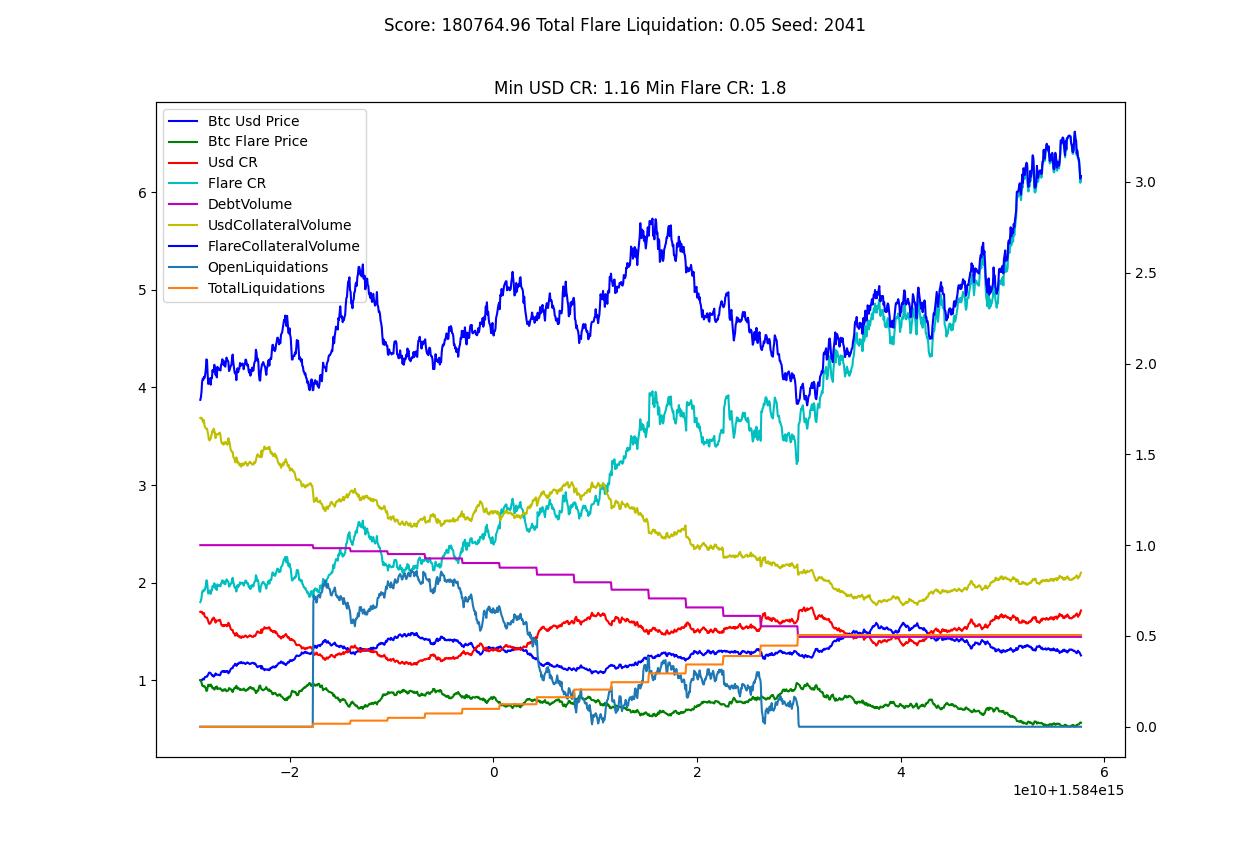 Score: 180764.96 Total Flare Liquidation: 0.05 Seed: 2041
Min USD CR: 1.16 Min Flare CR: 1.8
Btc Usd Price
Btc Flare Price
Usd CR
Flare CR
DebtVolume
UsdCollateralVolume
FlareCollateralVolume
OpenLiquidations
TotalLiquidations
6
5
4
3
2
1
3.0
2.5
2.0
1.5
1.0
0.5
0.0
−2
0
2
4
6
1e10+1.584e15